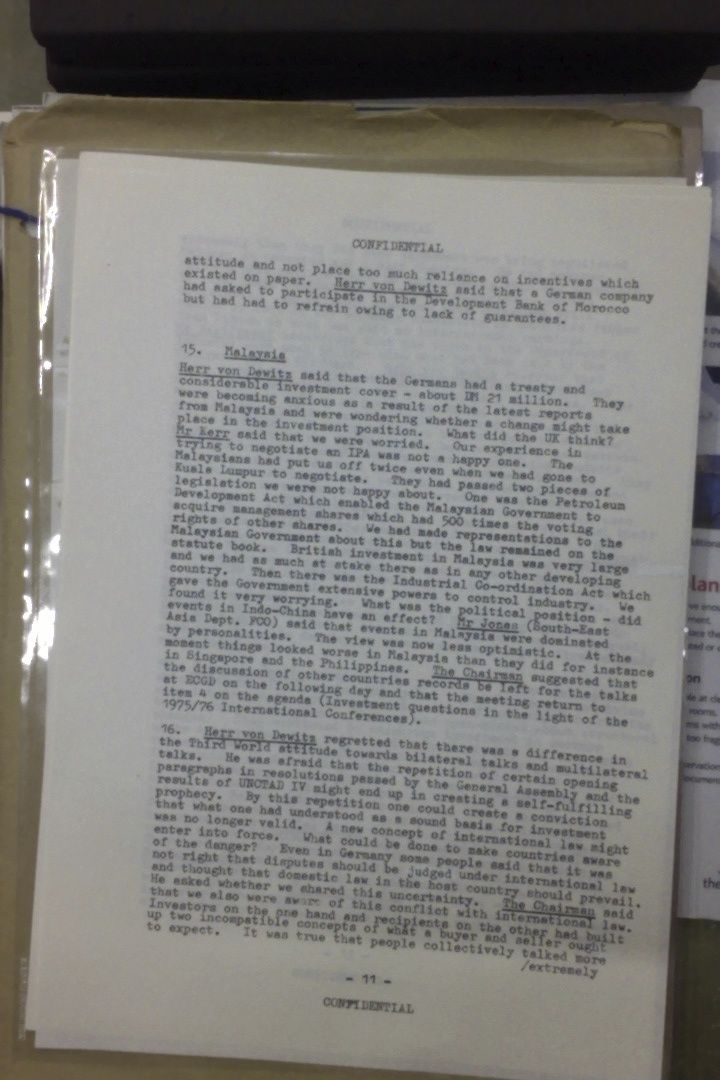 CONFIDENTIAL
attitude and not place too much reliance on incentives which
existed on paper. Herr von Dewitz said that a German company
had asked to participate in the Development Bank of Morocco
but had had to refrain owing to lack of guarantees.
15. Malaysia
Herr von Dewitz said that the Germans had a treaty and
considerable investment cover - about DM 21 million. They
were becoming anxious as a result of the latest reports
from Malaysia and were wondering whether a change might take
place in the investment position. What did the UK think?
Mr Kerr said that we were worried. Our experience in
trying to negotiate an IPA was not a happy one. The
Malaysians had put us off twice even when we had gone to
Kuala Lumpur to negotiate. They had passed two pieces of
legislation we were not happy about. One was the Petroleum
Development Act which enabled the Malaysian Government to
acquire management shares which had 500 times the voting
rights of other shares. We had made representations to the
Malaysian Government about this but the law remained on the
statute book. British investment in Malaysia was very large
and we had as much at stake there as in any other developing
country. Then there was the Industrial Co-ordination Act which
gave the Government extensive powers to control industry. We
found it very worrying. What was the political position - did
events in Indo-China have an effect? Mr Jones (South-East
Asia Dept. FCO) said that events in Malaysia were dominated
by personalities. The view was now less optimistic. At the
moment things looked worse in Malaysia than they did for instance
in Singapore and the Philippines. The Chairman suggested that
the discussion of other countries records be left for the talks
at ECGD on the following day and that the meeting return to
item 4 on the agenda (Investment questions in the light of the
1975/76 International Conferences).
16. Herr von Dewitz regretted that there was a difference in
the Third World attitude towards bilateral talks and multilateral
talks. He was afraid that the repetition of certain opening
paragraphs in resolutions passed by the General Assembly and the
results of UNCTAD IV might end up in creating a self-fulfilling
prophecy. By this repetition one could create a conviction
that what one had understood as a sound basis for investment
was no longer valid. A new concept of international law might
enter into force. What could be done to make countries aware
of the danger? Even in Germany some people said that it was
not right that disputes should be judged under international law
and thought that domestic law in the host country should prevail.
He asked whether we shared this uncertainty. The Chairman said
that we also were aware of this conflict with international law.
Investors on the one hand and recipients on the other had built
up two incompatible concepts of what a buyer and seller ought
to expect. It was true that people collectively talked more
/extremely
- 11 -
CONFIDENTIAL